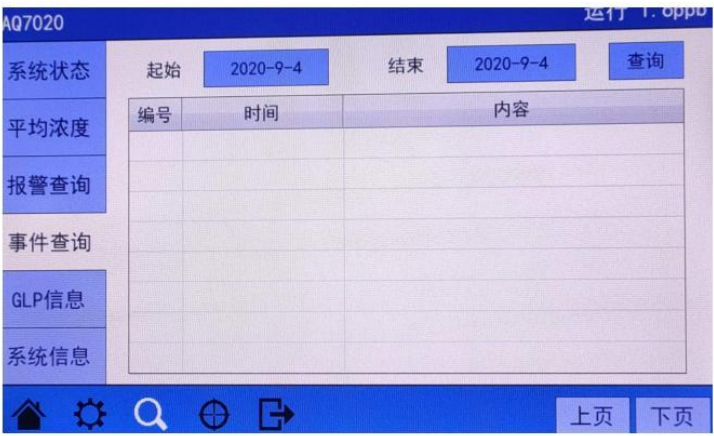 AQ7020 运行 1.8ppb
系统状态
起始 2020-9-4 结束 2020-9-4 查询
编号 时间 内容
平均浓度
报警查询
事件查询
GLP信息
系统信息
上页 下页